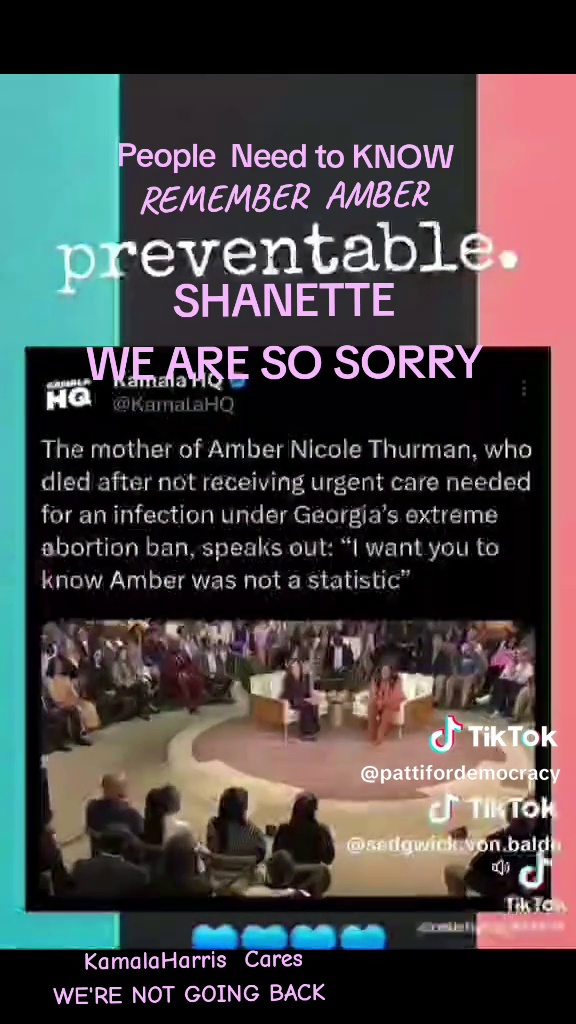 People Need to KNOW
REMEMBER AMBER
preventable.
SHANETTE
WE ARE SO SORRY
KAMALA
HQ
Kamala HQ
@KamalaHQ
The mother of Amber Nicole Thurman, who
died after not receiving urgent care needed
for an infection under Georgia’s extreme
abortion ban, speaks out: “I want you to
know Amber was not a statistic”
TikTok
@pattifordemocracy
TikTok
TikTok
KamalaHarris Cares
WE'RE NOT GOING BACK